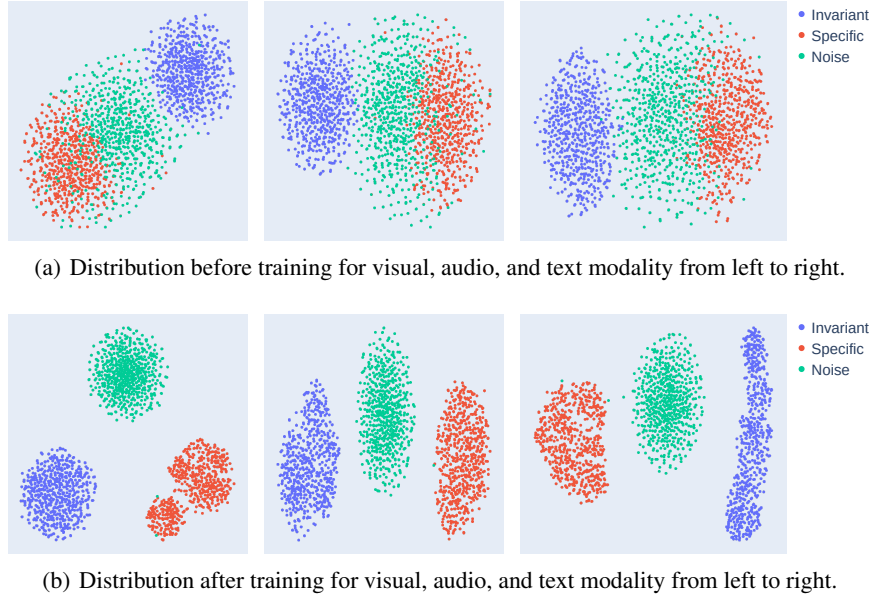 Invariant
Specific
Noise
(a) Distribution before training for visual, audio, and text modality from left to right.
Invariant
Specific
Noise
(b) Distribution after training for visual, audio, and text modality from left to right.